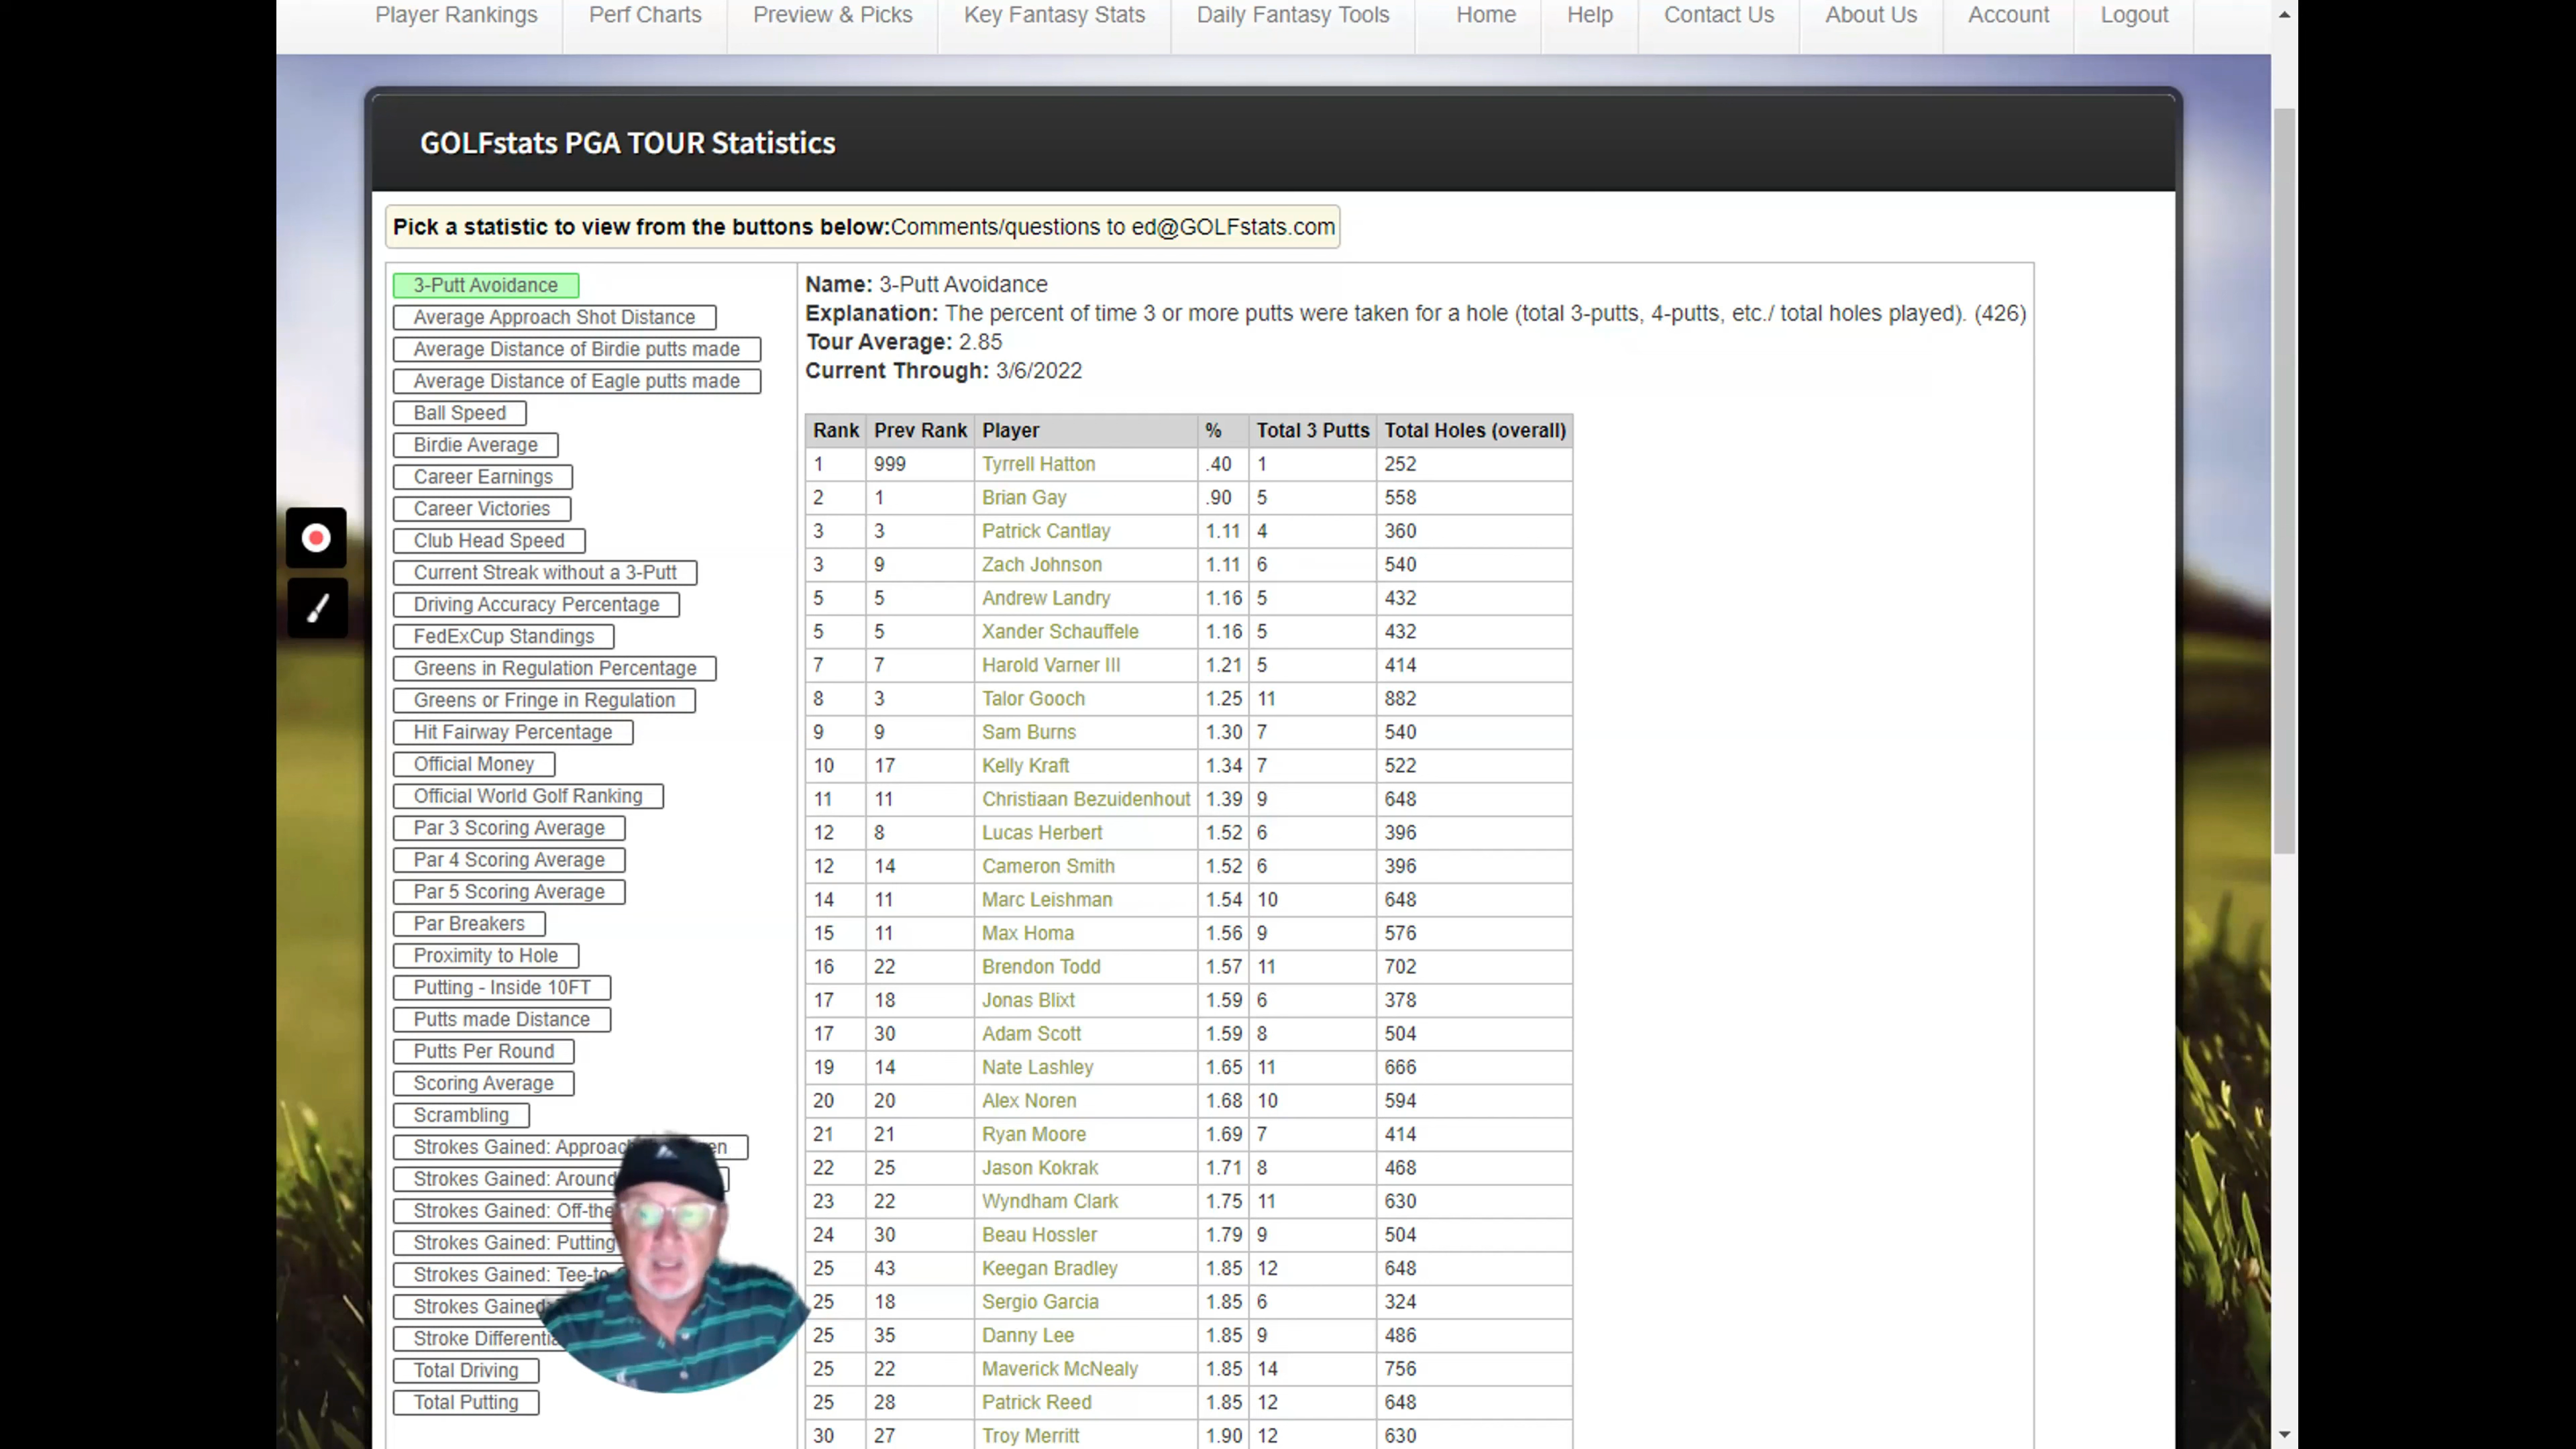 Player Rankings Perf Charts Preview & Picks Key Fantasy Stats Daily Fantasy Tools Home Help Contact Us About Us Account Logout
GOLFstats PGA TOUR Statistics
Pick a statistic to view from the buttons below:Comments/questions to ed@GOLFstats.com
3-Putt Avoidance
Average Approach Shot Distance
Average Distance of Birdie putts made
Average Distance of Eagle putts made
Ball Speed
Birdie Average
Career Earnings
Career Victories
Club Head Speed
Current Streak without a 3-Putt
Driving Accuracy Percentage
FedExCup Standings
Greens in Regulation Percentage
Greens or Fringe in Regulation
Hit Fairway Percentage
Official Money
Official World Golf Ranking
Par 3 Scoring Average
Par 4 Scoring Average
Par 5 Scoring Average
Par Breakers
Proximity to Hole
Putting - Inside 10FT
Putts made Distance
Putts Per Round
Scoring Average
Scrambling
Strokes Gained:
Strokes Gained: Around
Strokes Gained:
Strokes Gained: Putting
Strokes Gained:
Strokes Gained:
Stroke
Total Driving
Total Putting
Name: 3-Putt Avoidance
Explanation: The percent of time 3 or more putts were taken for a hole (total 3-putts, 4-putts, etc./ total holes played). (426)
Tour Average: 2.85
Current Through: 3/6/2022
Rank Prev Rank Player % Total 3 Putts Total Holes (overall)
1 999 Tyrrell Hatton .40 1 252
2 1 Brian Gay .90 5 558
3 3 Patrick Cantlay 1.11 4 360
3 9 Zach Johnson 1.11 6 540
5 5 Andrew Landry 1.16 5 432
5 5 Xander Schauffele 1.16 5 432
7 7 Harold Varner III 1.21 5 414
8 3 Talor Gooch 1.25 11 882
9 9 Sam Burns 1.30 7 540
10 17 Kelly Kraft 1.34 7 522
11 11 Christiaan Bezuidenhout 1.39 9 648
12 8 Lucas Herbert 1.52 6 396
12 14 Cameron Smith 1.52 6 396
14 11 Marc Leishman 1.54 10 648
15 11 Max Homa 1.56 9 576
16 22 Brendon Todd 1.57 11 702
17 18 Jonas Blixt 1.59 6 378
17 30 Adam Scott 1.59 8 504
19 14 Nate Lashley 1.65 11 666
20 20 Alex Noren 1.68 10 594
21 21 Ryan Moore 1.69 7 414
22 25 Jason Kokrak 1.71 8 468
23 22 Wyndham Clark 1.75 11 630
24 30 Beau Hossler 1.79 9 504
25 43 Keegan Bradley 1.85 12 648
25 18 Sergio Garcia 1.85 6 324
25 35 Danny Lee 1.85 9 486
25 22 Maverick McNealy 1.85 14 756
25 28 Patrick Reed 1.85 12 648
30 27 Troy Merritt 1.90 12 630